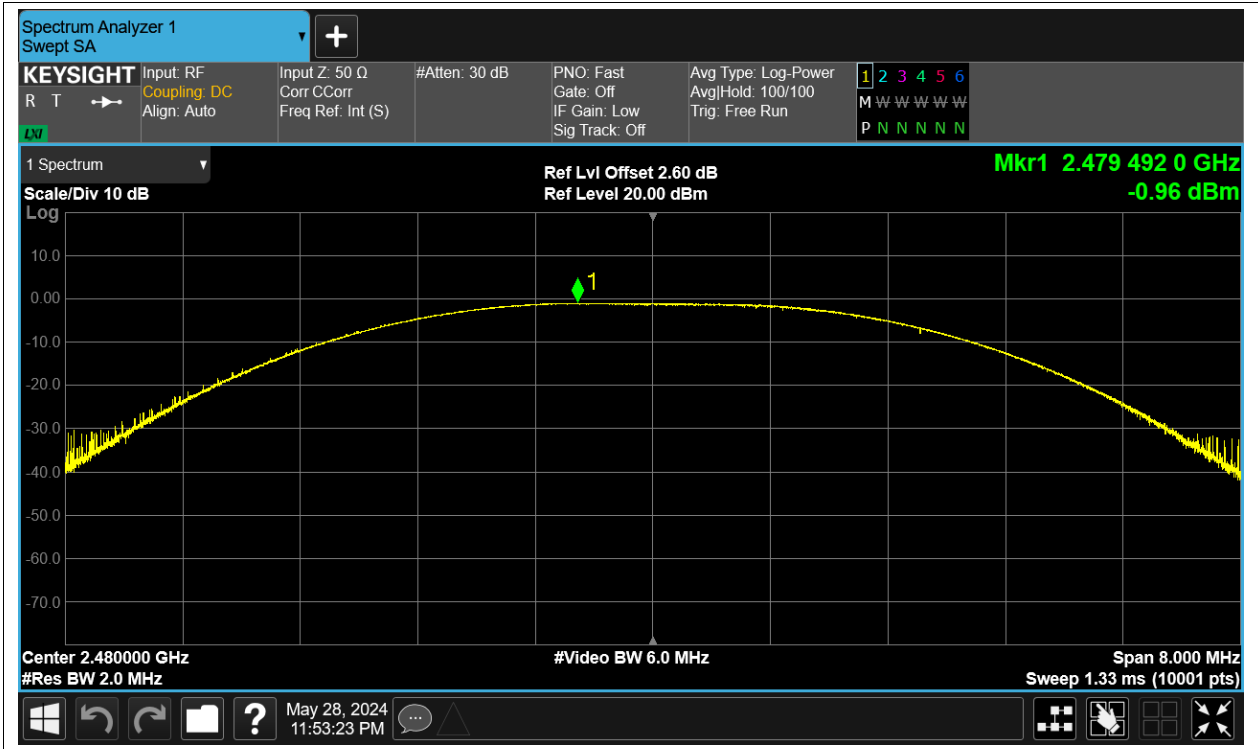 Spectrum Analyzer 1
Swept SA
KEYSIGHT
R T
LXI
Input: RF
Coupling: DC
Align: Auto
Input Z: 50 Ω
Corr CCorr
Freq Ref: Int (S)
#Atten: 30 dB
PNO: Fast
Gate: Off
IF Gain: Low
Sig Track: Off
Avg Type: Log-Power
Avg|Hold: 100/100
Trig: Free Run
1 2 3 4 5 6
M W W W W W
P N N N N N
1 Spectrum
Scale/Div 10 dB
Log
Ref Lvl Offset 2.60 dB
Ref Level 20.00 dBm
Mkr1 2.479 492 0 GHz
-0.96 dBm
1
10.0
0.00
-10.0
-20.0
-30.0
-40.0
-50.0
-60.0
-70.0
Center 2.480000 GHz
#Res BW 2.0 MHz
#Video BW 6.0 MHz
Span 8.000 MHz
Sweep 1.33 ms (10001 pts)
?
May 28, 2024
11:53:23 PM